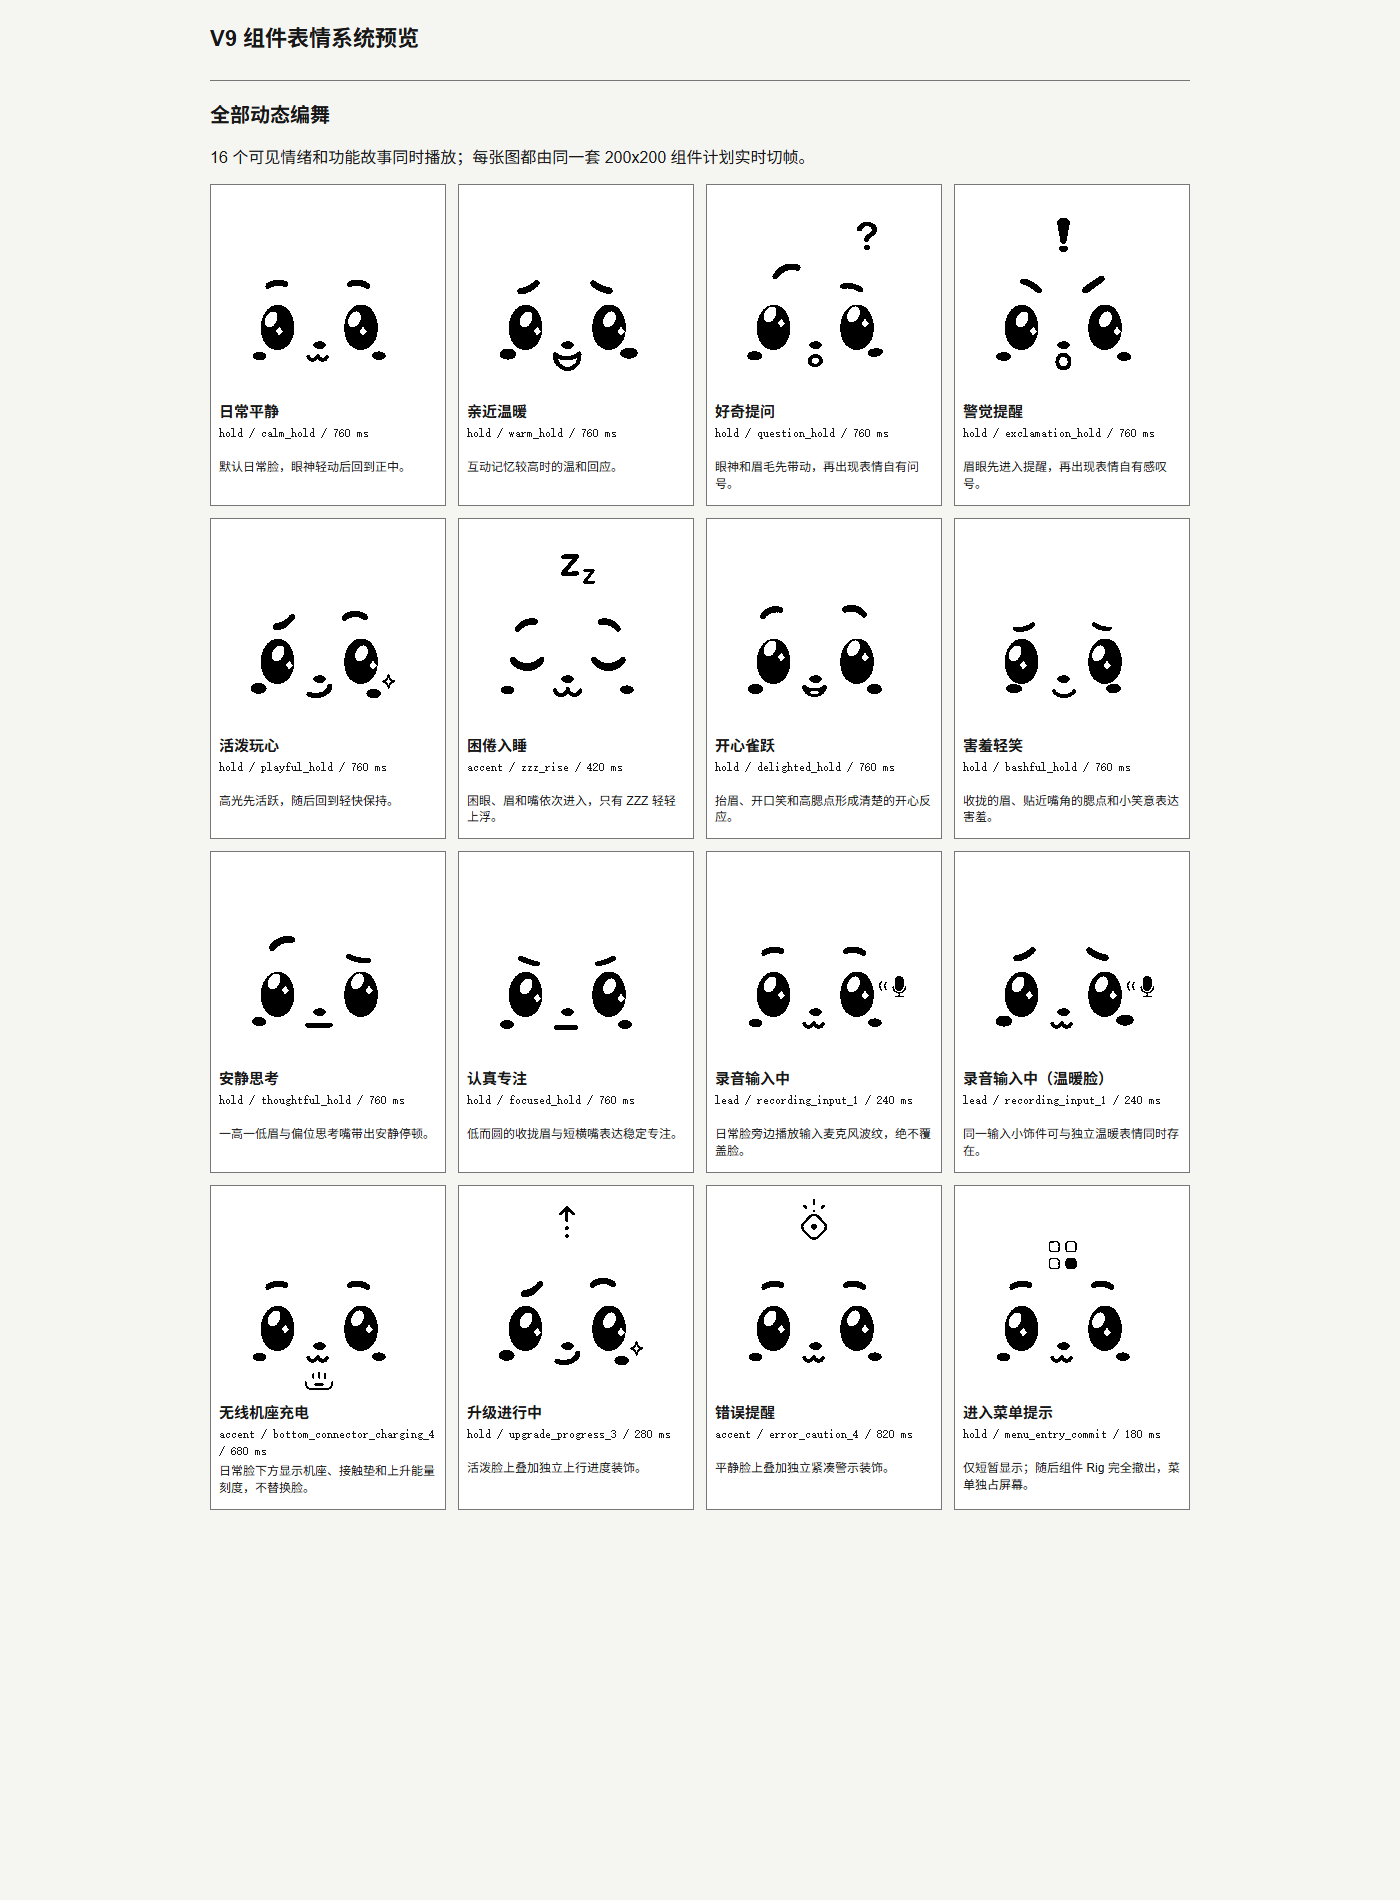 V9 组件表情系统预览
全部动态编舞
16 个可见情绪和功能故事同时播放；每张图都由同一套 200x200 组件计划实时切帧。
日常平静
hold / calm_hold / 760 ms
默认日常脸，眼神轻动后回到正中。
亲近温暖
hold / warm_hold / 760 ms
互动记忆较高时的温和回应。
?
好奇提问
hold / question_hold / 760 ms
眼神和眉毛先带动，再出现表情自有问
号。
!
警觉提醒
hold / exclamation_hold / 760 ms
眉眼先进入提醒，再出现表情自有感叹
号。
活泼玩心
hold / playful_hold / 760 ms
高光先活跃，随后回到轻快保持。
Zz
困倦入睡
accent / zzz_rise / 420 ms
困眼、眉和嘴依次进入，只有 ZZZ 轻轻
上浮。
开心雀跃
hold / delighted_hold / 760 ms
抬眉、开口笑和高腮点形成清楚的开心反
应。
害羞轻笑
hold / bashful_hold / 760 ms
收拢的眉、贴近嘴角的腮点和小笑意表达
害羞。
安静思考
hold / thoughtful_hold / 760 ms
一高一低眉与偏位思考嘴带出安静停顿。
认真专注
hold / focused_hold / 760 ms
低而圆的收拢眉与短横嘴表达稳定专注。
录音输入中
lead / recording_input_1 / 240 ms
日常脸旁边播放输入麦克风波纹，绝不覆
盖脸。
录音输入中（温暖脸）
lead / recording_input_1 / 240 ms
同一输入小饰件可与独立温暖表情同时存
在。
无线机座充电
accent / bottom_connector_charging_4
/ 680 ms
日常脸下方显示机座、接触垫和上升能量
刻度，不替换脸。
升级进行中
hold / upgrade_progress_3 / 280 ms
活泼脸上叠加独立上行进度装饰。
错误提醒
accent / error_caution_4 / 820 ms
平静脸上叠加独立紧凑警示装饰。
进入菜单提示
hold / menu_entry_commit / 180 ms
仅短暂显示；随后组件 Rig 完全撤出，菜
单独占屏幕。